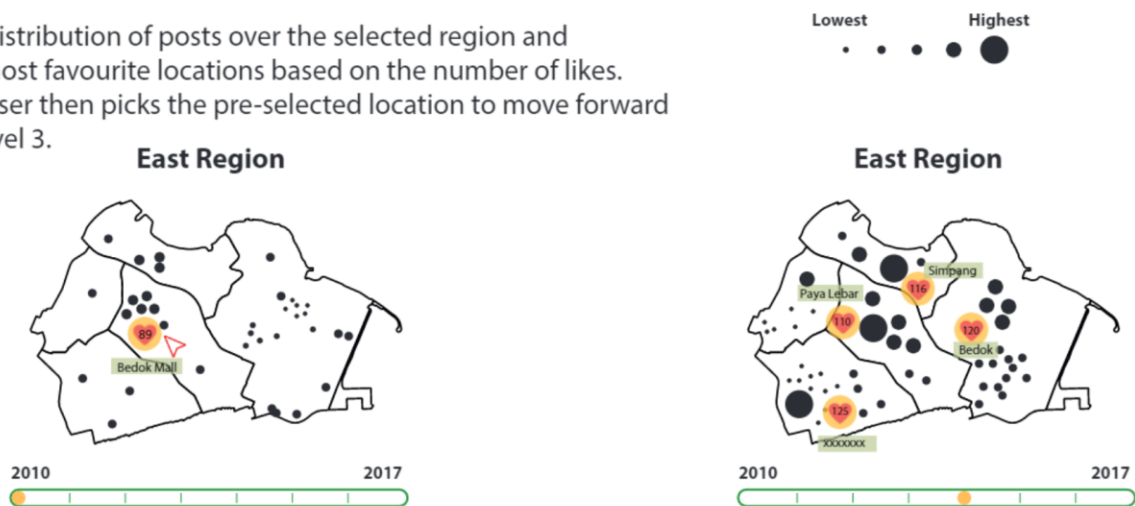 istribution of posts over the selected region and
ost favourite locations based on the number of likes.
ser then picks the pre-selected location to move forward
vel 3.
Lowest Highest
East Region
89
Bedok Mall
2010 2017
East Region
Simpang
116
Paya Lebar
110
120
Bedok
125
xxxxxxx
2010 2017